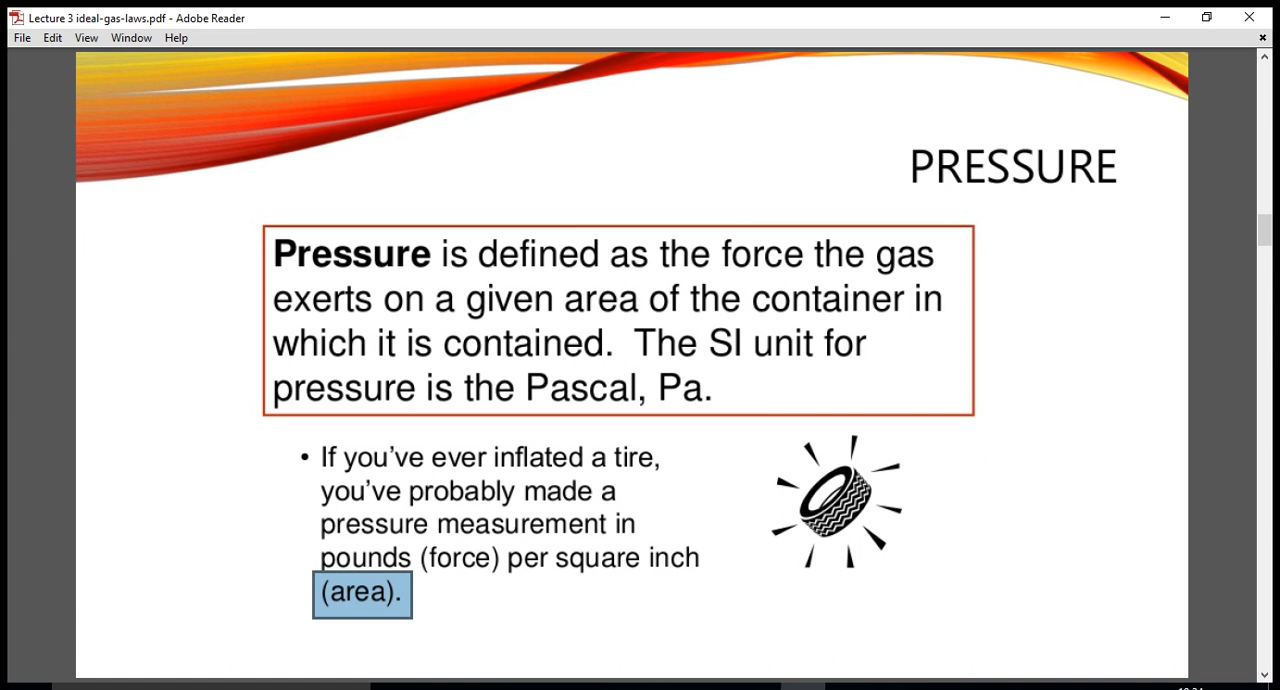 Lecture 3 ideal-gas-laws.pdf - Adobe Reader
File Edit View Window Help
PRESSURE
Pressure is defined as the force the gas
exerts on a given area of the container in
which it is contained. The SI unit for
pressure is the Pascal, Pa.
• If you’ve ever inflated a tire,
you’ve probably made a
pressure measurement in
pounds (force) per square inch
(area).